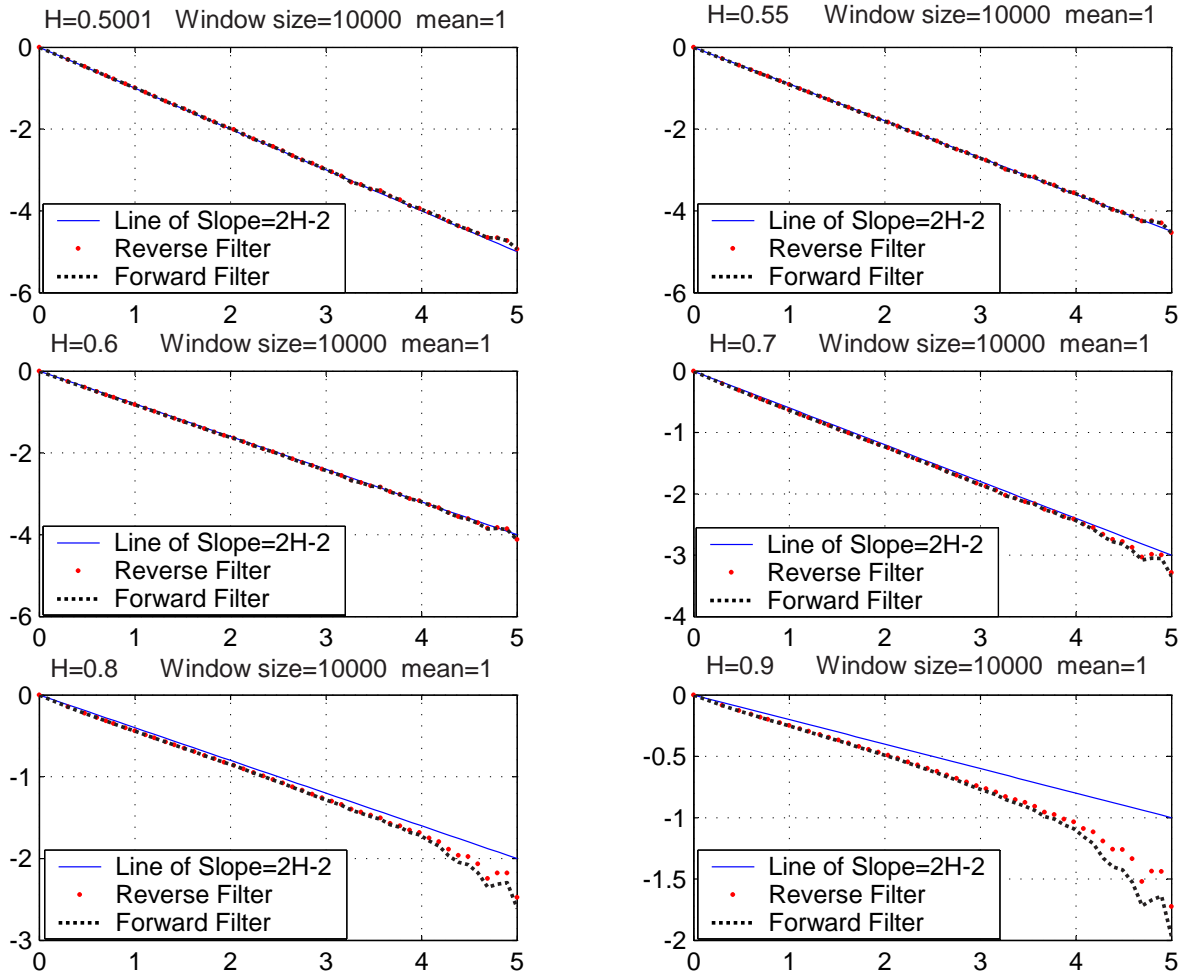 H=0.5001 Window size=10000 mean=1
0
-2
-4
-6
Line of Slope=2H-2
Reverse Filter
Forward Filter
0 1 2 3 4 5
H=0.55 Window size=10000 mean=1
0
-2
-4
-6
Line of Slope=2H-2
Reverse Filter
Forward Filter
0 1 2 3 4 5
H=0.6 Window size=10000 mean=1
0
-2
-4
-6
Line of Slope=2H-2
Reverse Filter
Forward Filter
0 1 2 3 4 5
H=0.7 Window size=10000 mean=1
0
-1
-2
-3
-4
Line of Slope=2H-2
Reverse Filter
Forward Filter
0 1 2 3 4 5
H=0.8 Window size=10000 mean=1
0
-1
-2
-3
Line of Slope=2H-2
Reverse Filter
Forward Filter
0 1 2 3 4 5
H=0.9 Window size=10000 mean=1
0
-0.5
-1
-1.5
-2
Line of Slope=2H-2
Reverse Filter
Forward Filter
0 1 2 3 4 5